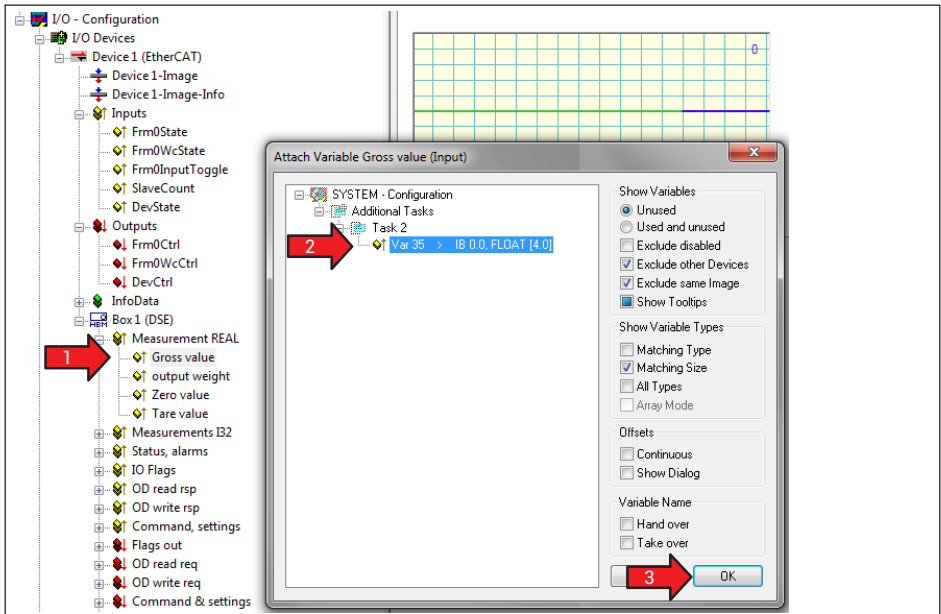 I/O - Configuration
I/O Devices
Device 1 (EtherCAT)
Device 1-Image
Device 1-Image-Info
Inputs
Frm0State
Frm0WcState
Frm0InputToggle
SlaveCount
DevState
Outputs
Frm0Ctrl
Frm0WcCtrl
DevCtrl
InfoData
HBM
Box 1 (DSE)
Measurement REAL
1
Gross value
output weight
Zero value
Tare value
Measurements I32
Status, alarms
IO Flags
OD read rsp
OD write rsp
Command, settings
Flags out
OD read req
OD write req
Command & settings
0
Attach Variable Gross value (Input)
SYSTEM - Configuration
Additional Tasks
Task 2
2
Var 35 > IB 0.0, FLOAT [4.0]
Show Variables
Unused
Used and unused
Exclude disabled
Exclude other Devices
Exclude same Image
Show Tooltips
Show Variable Types
Matching Type
Matching Size
All Types
Array Mode
Offsets
Continuous
Show Dialog
Variable Name
Hand over
Take over
3
OK